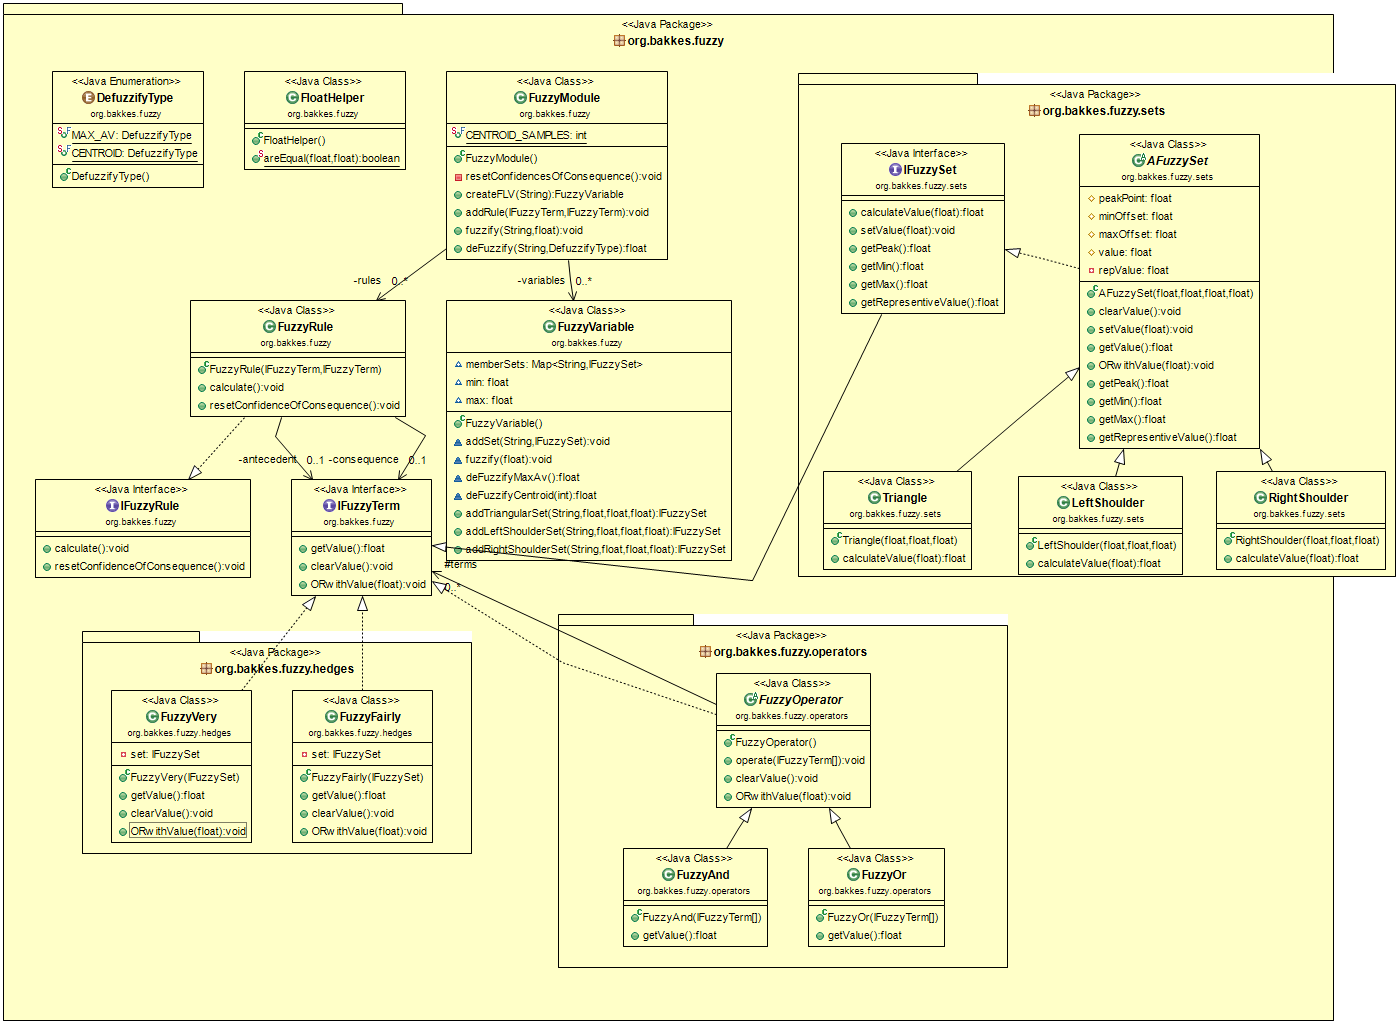 <<Java Package>>
org.bakkes.fuzzy
<<Java Enumeration>>
DefuzzifyType
org.bakkes.fuzzy
MAX_AV: DefuzzifyType
CENTROID: DefuzzifyType
DefuzzifyType()
<<Java Class>>
FloatHelper
org.bakkes.fuzzy
FloatHelper()
areEqual(float,float):boolean
<<Java Class>>
FuzzyModule
org.bakkes.fuzzy
CENTROID_SAMPLES: int
FuzzyModule()
resetConfidencesOfConsequence():void
createFLV(String):FuzzyVariable
addRule(IFuzzyTerm,IFuzzyTerm):void
fuzzify(String,float):void
deFuzzify(String,DefuzzifyType):float
-rules 0..*
-variables 0..*
<<Java Class>>
FuzzyRule
org.bakkes.fuzzy
FuzzyRule(IFuzzyTerm,IFuzzyTerm)
calculate():void
resetConfidenceOfConsequence():void
<<Java Class>>
FuzzyVariable
org.bakkes.fuzzy
memberSets: Map<String,IFuzzySet>
min: float
max: float
FuzzyVariable()
addSet(String,IFuzzySet):void
fuzzify(float):void
deFuzzifyMaxAv():float
deFuzzifyCentroid(int):float
addTriangularSet(String,float,float,float):IFuzzySet
addLeftShoulderSet(String,float,float,float):IFuzzySet
addRightShoulderSet(String,float,float,float):IFuzzySet
-antecedent 0..1
-consequence 0..1
<<Java Interface>>
IFuzzyRule
org.bakkes.fuzzy
calculate():void
resetConfidenceOfConsequence():void
<<Java Interface>>
IFuzzyTerm
org.bakkes.fuzzy
getValue():float
clearValue():void
ORwithValue(float):void
#terms
0..*
<<Java Package>>
org.bakkes.fuzzy.sets
<<Java Interface>>
IFuzzySet
org.bakkes.fuzzy.sets
calculateValue(float):float
setValue(float):void
getPeak():float
getMin():float
getMax():float
getRepresentiveValue():float
<<Java Class>>
AFuzzySet
org.bakkes.fuzzy.sets
peakPoint: float
minOffset: float
maxOffset: float
value: float
repValue: float
AFuzzySet(float,float,float,float)
clearValue():void
setValue(float):void
getValue():float
ORwithValue(float):void
getPeak():float
getMin():float
getMax():float
getRepresentiveValue():float
<<Java Class>>
Triangle
org.bakkes.fuzzy.sets
Triangle(float,float,float)
calculateValue(float):float
<<Java Class>>
LeftShoulder
org.bakkes.fuzzy.sets
LeftShoulder(float,float,float)
calculateValue(float):float
<<Java Class>>
RightShoulder
org.bakkes.fuzzy.sets
RightShoulder(float,float,float)
calculateValue(float):float
<<Java Package>>
org.bakkes.fuzzy.hedges
<<Java Class>>
FuzzyVery
org.bakkes.fuzzy.hedges
set: IFuzzySet
FuzzyVery(IFuzzySet)
getValue():float
clearValue():void
ORwithValue(float):void
<<Java Class>>
FuzzyFairly
org.bakkes.fuzzy.hedges
set: IFuzzySet
FuzzyFairly(IFuzzySet)
getValue():float
clearValue():void
ORwithValue(float):void
<<Java Package>>
org.bakkes.fuzzy.operators
<<Java Class>>
FuzzyOperator
org.bakkes.fuzzy.operators
FuzzyOperator()
operate(IFuzzyTerm[]):void
clearValue():void
ORwithValue(float):void
<<Java Class>>
FuzzyAnd
org.bakkes.fuzzy.operators
FuzzyAnd(IFuzzyTerm[])
getValue():float
<<Java Class>>
FuzzyOr
org.bakkes.fuzzy.operators
FuzzyOr(IFuzzyTerm[])
getValue():float